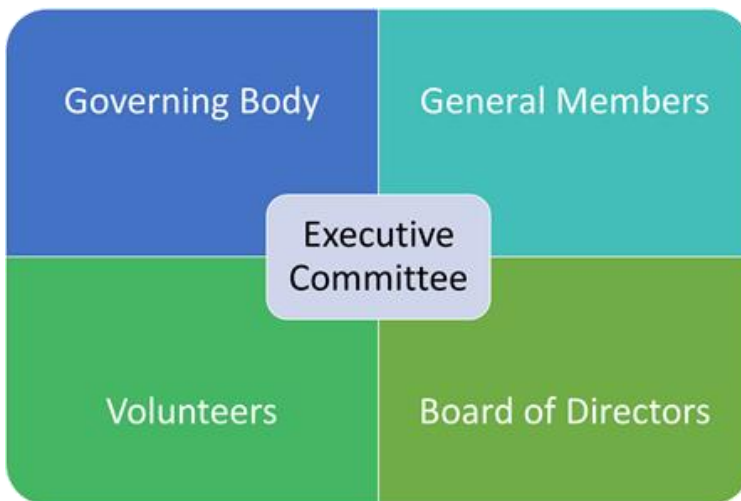 Governing Body
General Members
Executive
Committee
Volunteers
Board of Directors